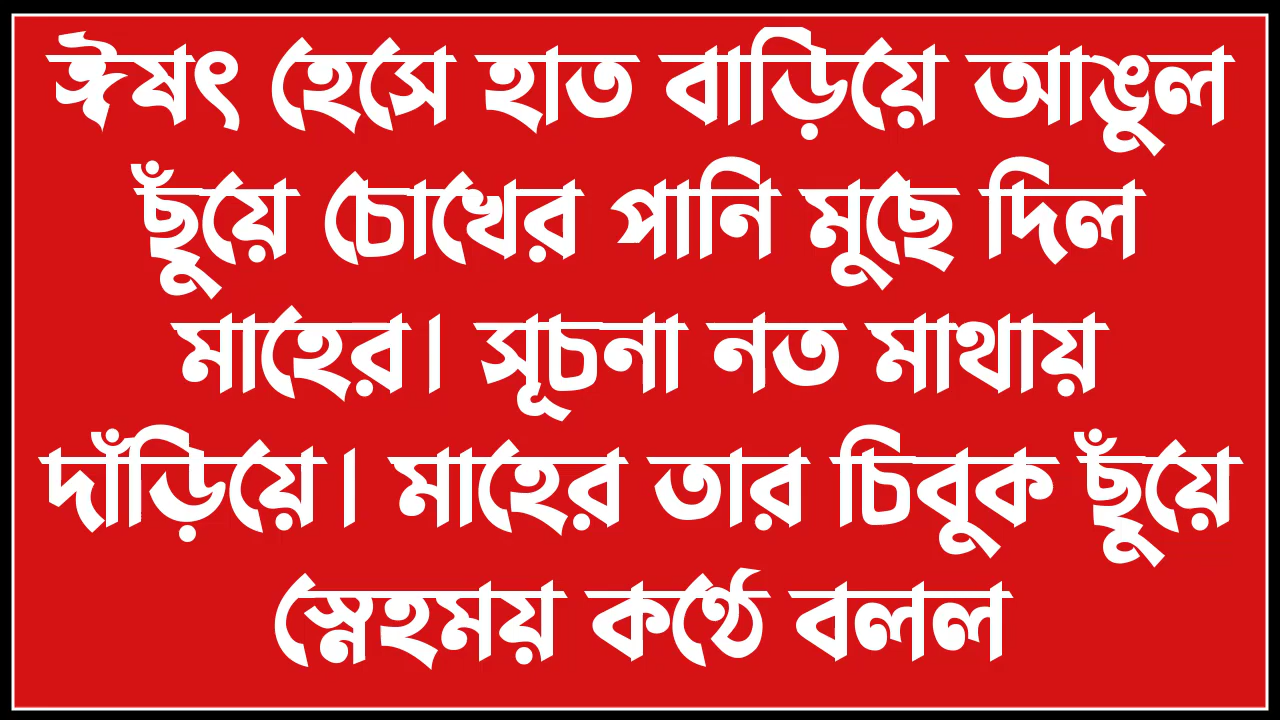 ঈষৎ হেসে হাত বাড়িয়ে আঙুল
ছুঁয়ে চোখের পানি মুছে দিল
মাহের। সূচনা নত মাথায়
দাঁড়িয়ে। মাহের তার চিবুক ছুঁয়ে
স্নেহময় কণ্ঠে বলল